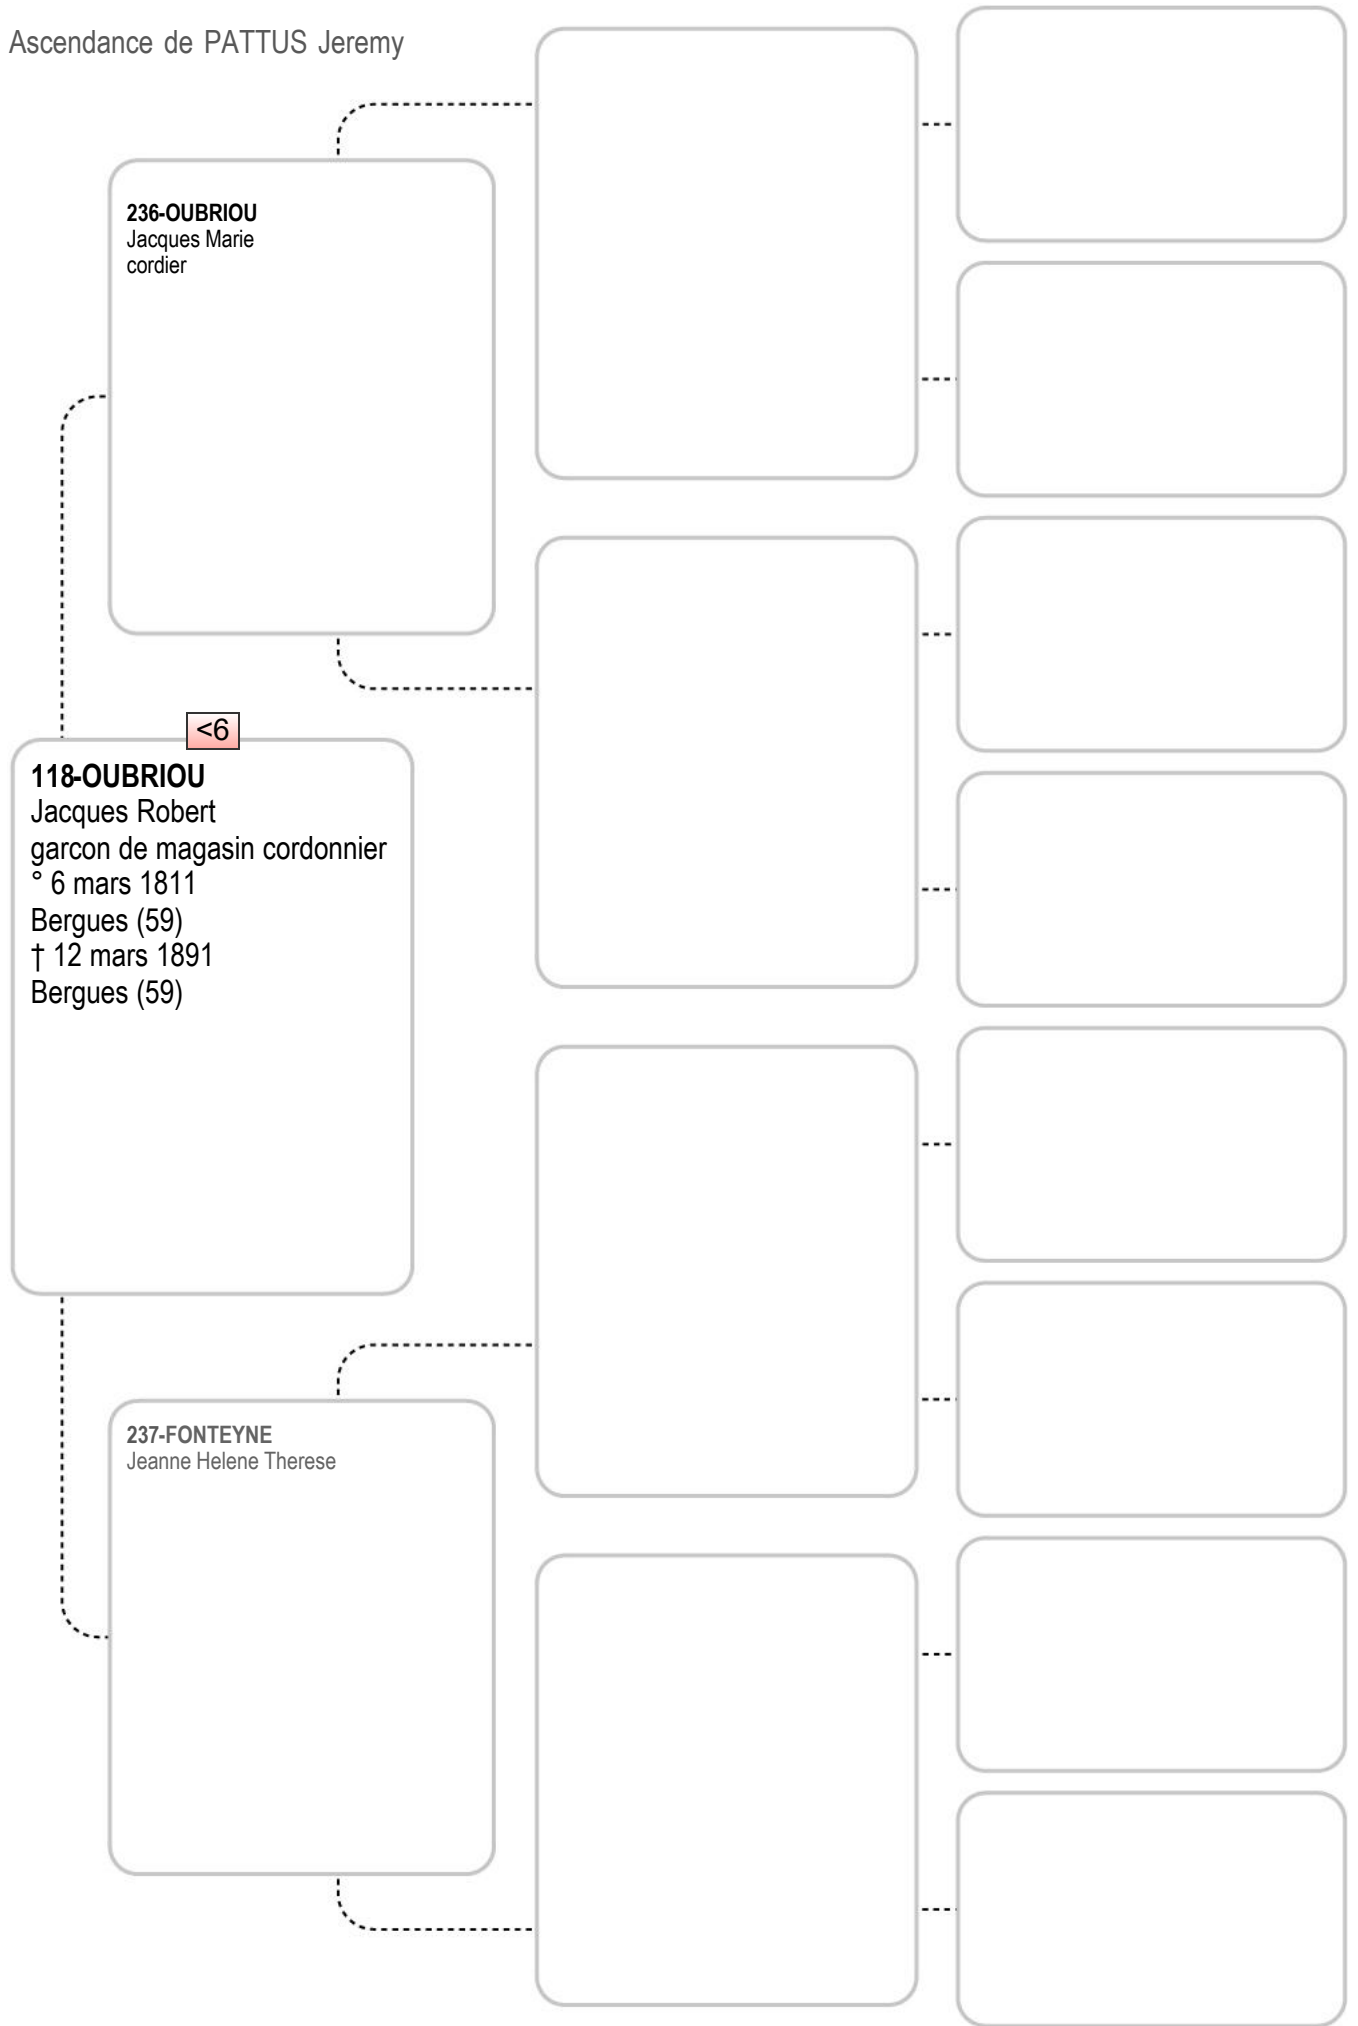 Ascendance de PATTUS Jeremy
236-OUBRIOU
Jacques Marie
cordier
<6
118-OUBRIOU
Jacques Robert
garcon de magasin cordonnier
° 6 mars 1811
Bergues (59)
† 12 mars 1891
Bergues (59)
237-FONTEYNE
Jeanne Helene Therese